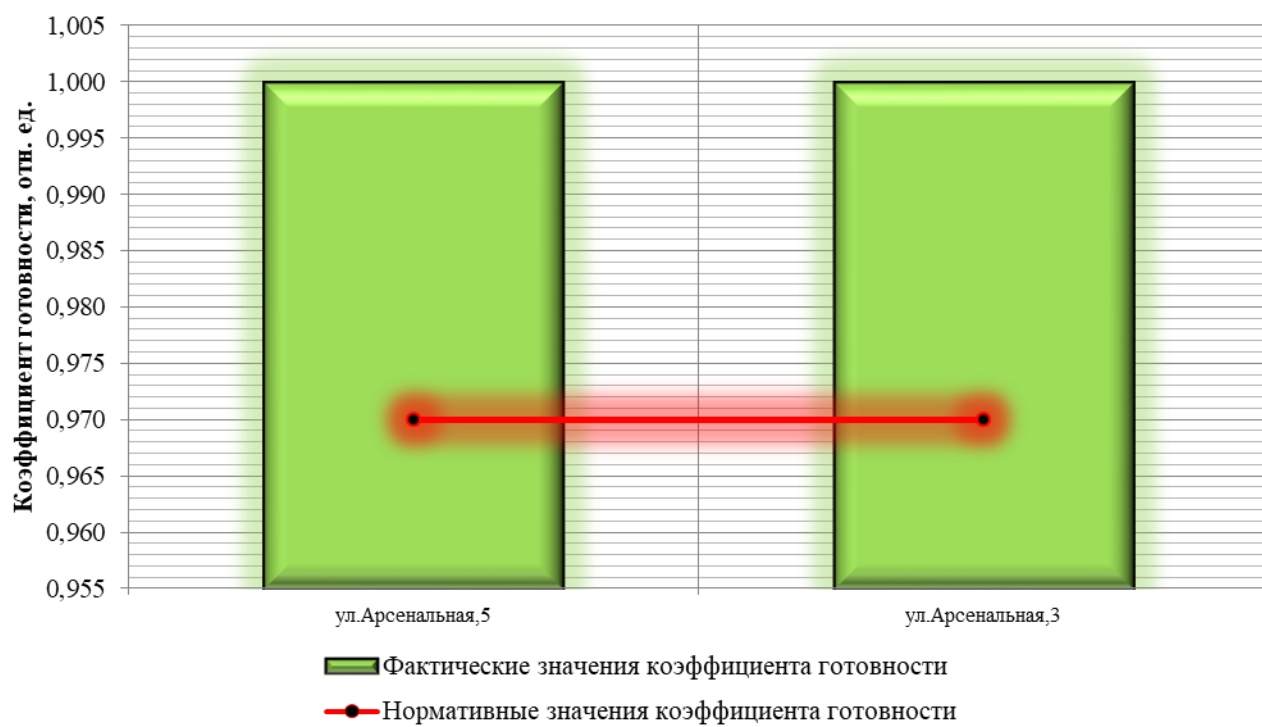 Коэффициент готовности, отн. ед.
1,005
1,000
0,995
0,990
0,985
0,980
0,975
0,970
0,965
0,960
0,955
ул.Арсенальная,5
ул.Арсенальная,3
Фактические значения коэффициента готовности
Нормативные значения коэффициента готовности